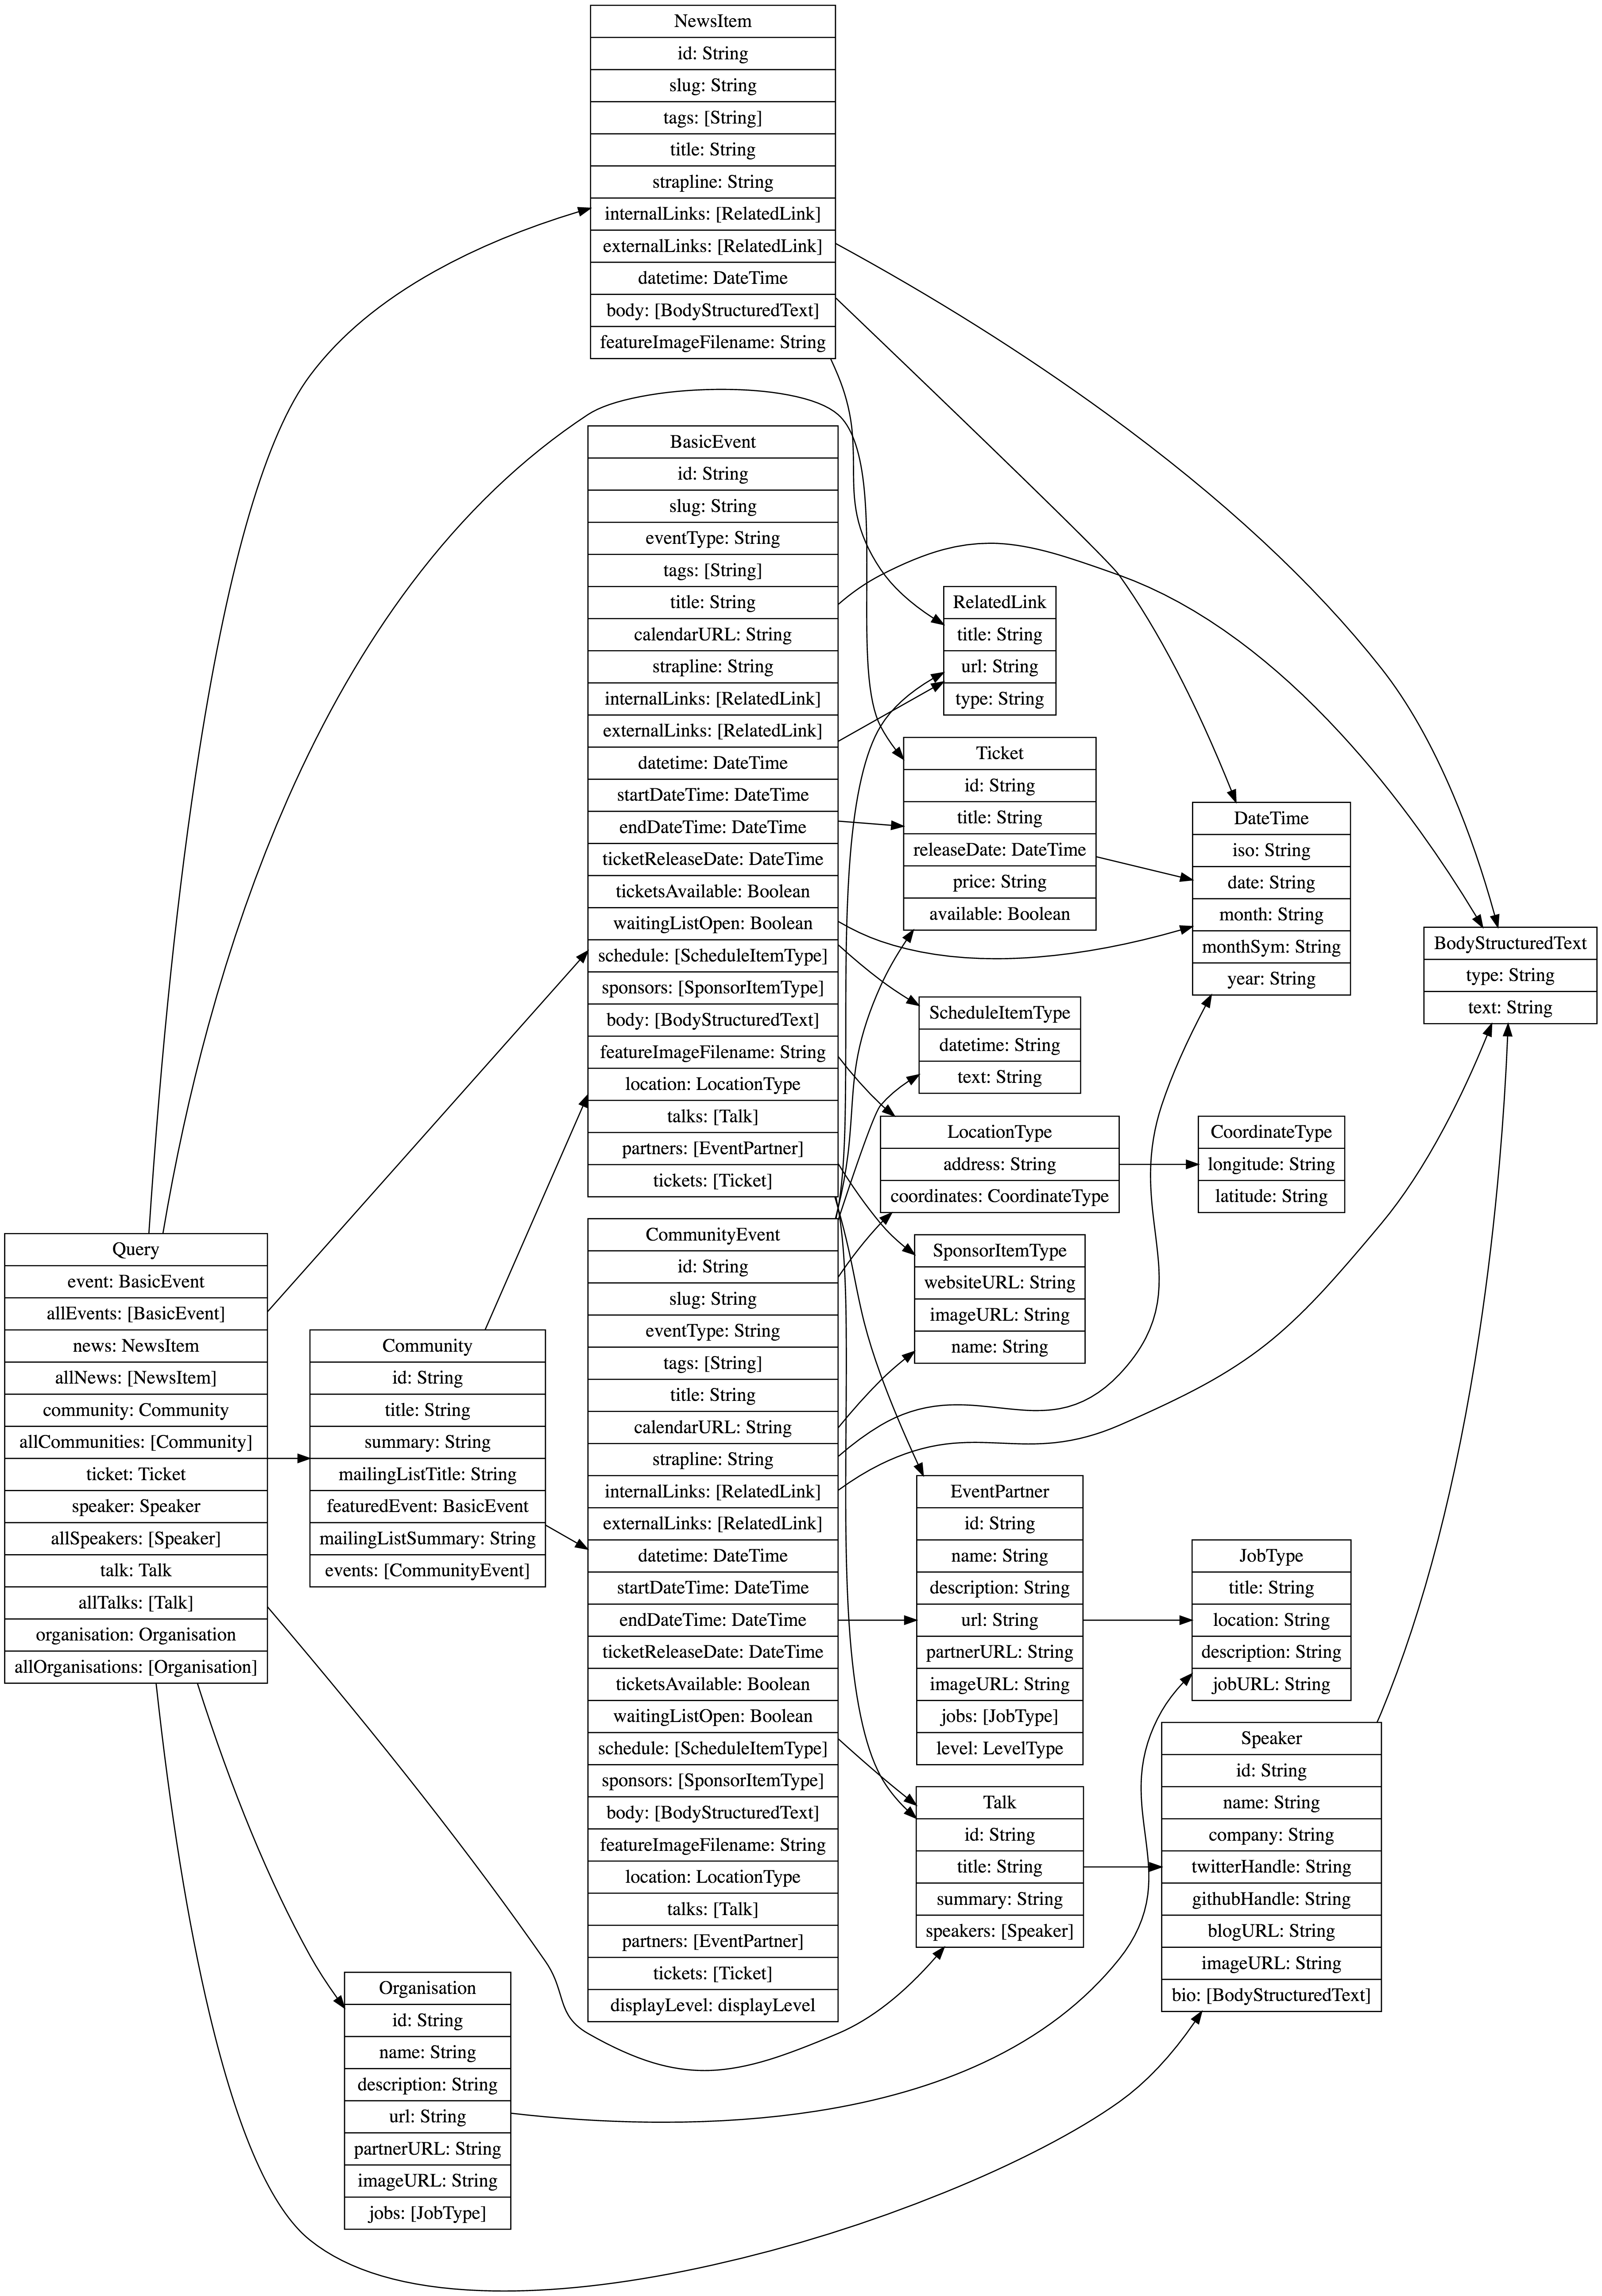 NewsItem
id: String
slug: String
tags: [String]
title: String
strapline: String
internalLinks: [RelatedLink]
externalLinks: [RelatedLink]
datetime: DateTime
body: [BodyStructuredText]
featureImageFilename: String
BasicEvent
id: String
slug: String
eventType: String
tags: [String]
title: String
calendarURL: String
strapline: String
internalLinks: [RelatedLink]
externalLinks: [RelatedLink]
datetime: DateTime
startDateTime: DateTime
endDateTime: DateTime
ticketReleaseDate: DateTime
ticketsAvailable: Boolean
waitingListOpen: Boolean
schedule: [ScheduleItemType]
sponsors: [SponsorItemType]
body: [BodyStructuredText]
featureImageFilename: String
location: LocationType
talks: [Talk]
partners: [EventPartner]
tickets: [Ticket]
RelatedLink
title: String
url: String
type: String
Ticket
id: String
title: String
releaseDate: DateTime
price: String
available: Boolean
DateTime
iso: String
date: String
month: String
monthSym: String
year: String
BodyStructuredText
type: String
text: String
ScheduleItemType
datetime: String
text: String
LocationType
address: String
coordinates: CoordinateType
CoordinateType
longitude: String
latitude: String
Query
event: BasicEvent
allEvents: [BasicEvent]
news: NewsItem
allNews: [NewsItem]
community: Community
allCommunities: [Community]
ticket: Ticket
speaker: Speaker
allSpeakers: [Speaker]
talk: Talk
allTalks: [Talk]
organisation: Organisation
allOrganisations: [Organisation]
Community
id: String
title: String
summary: String
mailingListTitle: String
featuredEvent: BasicEvent
mailingListSummary: String
events: [CommunityEvent]
CommunityEvent
id: String
slug: String
eventType: String
tags: [String]
title: String
calendarURL: String
strapline: String
internalLinks: [RelatedLink]
externalLinks: [RelatedLink]
datetime: DateTime
startDateTime: DateTime
endDateTime: DateTime
ticketReleaseDate: DateTime
ticketsAvailable: Boolean
waitingListOpen: Boolean
schedule: [ScheduleItemType]
sponsors: [SponsorItemType]
body: [BodyStructuredText]
featureImageFilename: String
location: LocationType
talks: [Talk]
partners: [EventPartner]
tickets: [Ticket]
displayLevel: displayLevel
SponsorItemType
websiteURL: String
imageURL: String
name: String
EventPartner
id: String
name: String
description: String
url: String
partnerURL: String
imageURL: String
jobs: [JobType]
level: LevelType
JobType
title: String
location: String
description: String
jobURL: String
Talk
id: String
title: String
summary: String
speakers: [Speaker]
Speaker
id: String
name: String
company: String
twitterHandle: String
githubHandle: String
blogURL: String
imageURL: String
bio: [BodyStructuredText]
Organisation
id: String
name: String
description: String
url: String
partnerURL: String
imageURL: String
jobs: [JobType]